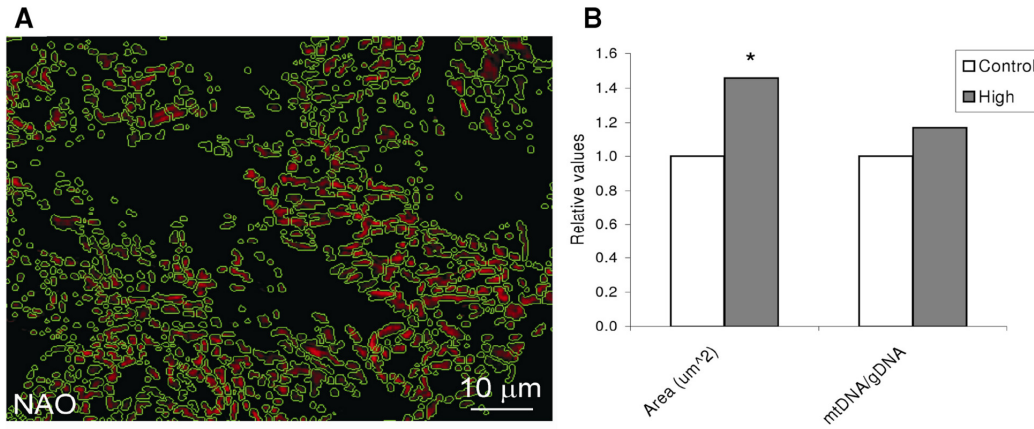 A
NAO
10 μm
B
Relative values
1.6
1.4
1.2
1.0
0.8
0.6
0.4
0.2
0.0
*
Control
High
Area (um^2)
mtDNA/gDNA